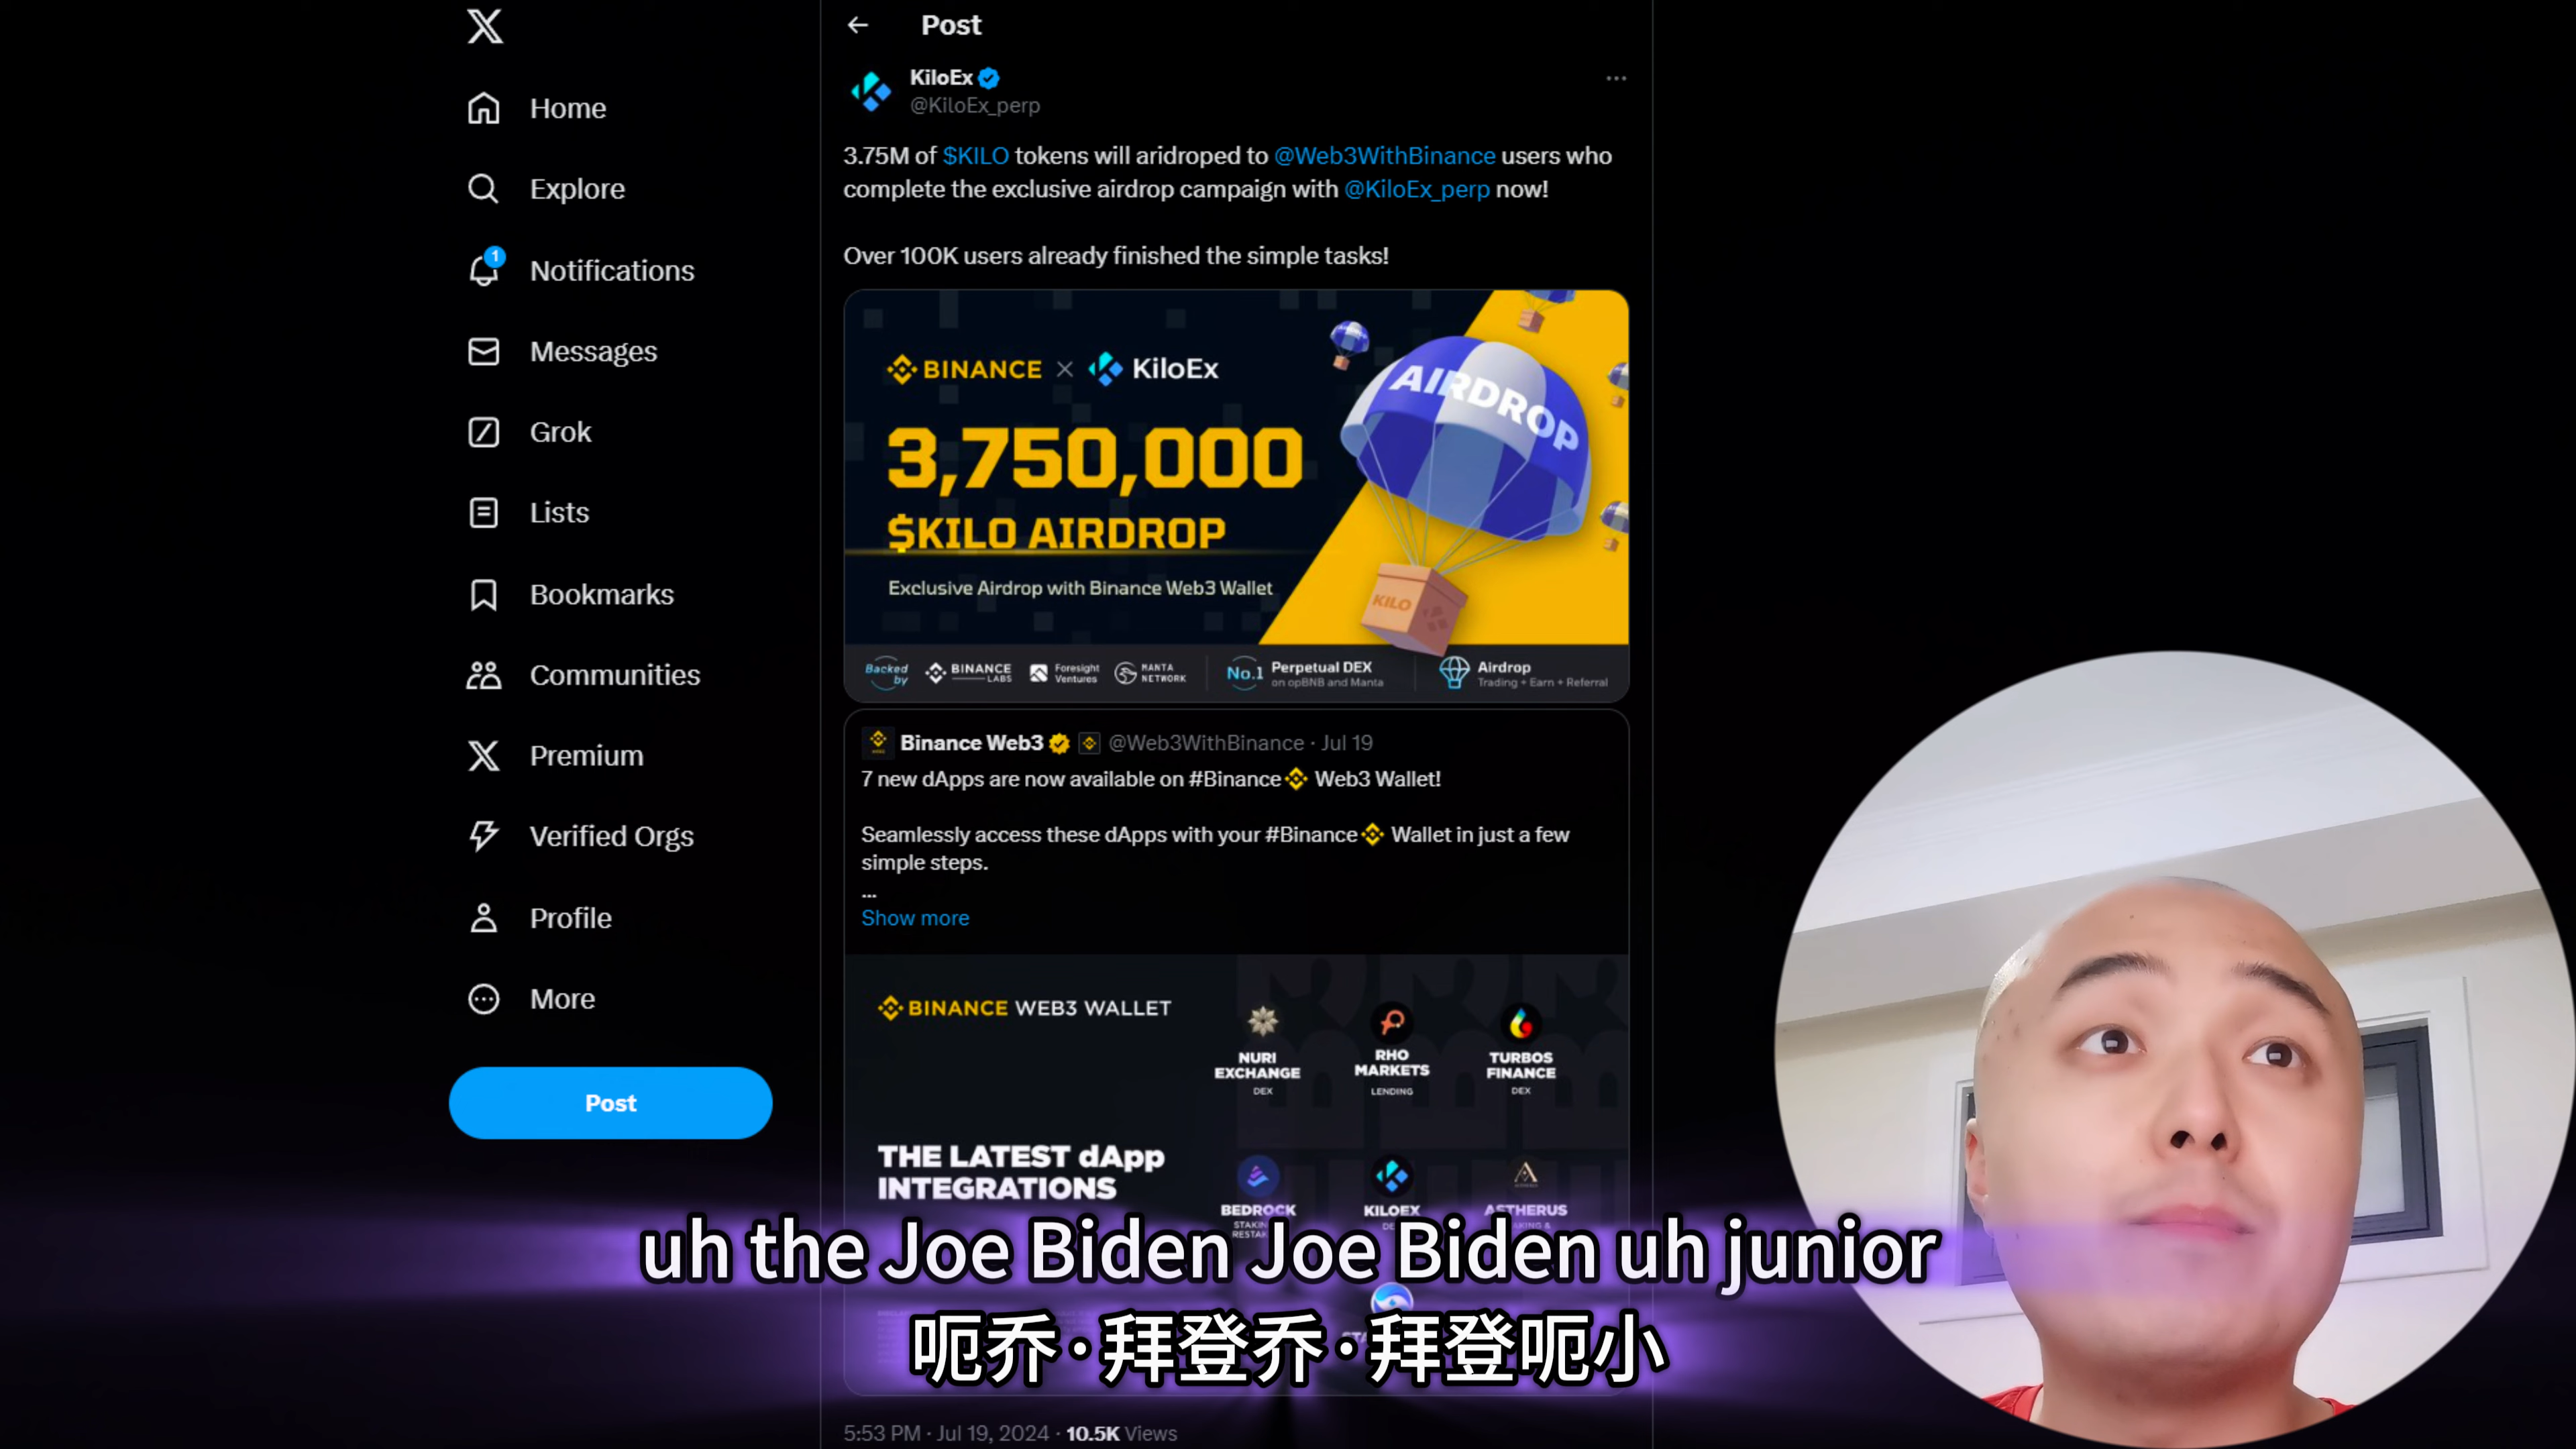 Home
Explore
1
Notifications
Messages
Grok
Lists
Bookmarks
Communities
Premium
Verified Orgs
Profile
More
Post
Post
KiloEx
@KiloEx_perp
3.75M of $KILO tokens will aridroped to @Web3WithBinance users who
complete the exclusive airdrop campaign with @KiloEx_perp now!
Over 100K users already finished the simple tasks!
BINANCE × KiloEx
3,750,000
$KILO AIRDROP
Exclusive Airdrop with Binance Web3 Wallet
AIRDROP
KILO
Backed by
BINANCE LABS
Foresight Ventures
MANTA NETWORK
No.1 Perpetual DEX
on opBNB and Manta
Airdrop
Trading + Earn + Referral
Binance Web3 @Web3WithBinance · Jul 19
7 new dApps are now available on #Binance Web3 Wallet!
Seamlessly access these dApps with your #Binance Wallet in just a few
simple steps.
...
Show more
BINANCE WEB3 WALLET
THE LATEST dApp
INTEGRATIONS
NURI
EXCHANGE
DEX
RHO
MARKETS
LENDING
TURBOS
FINANCE
DEX
BEDROCK
KILOEX
ASTHERUS
uh the Joe Biden Joe Biden uh junior
呃乔·拜登乔·拜登呃小
5:53 PM · Jul 19, 2024 · 10.5K Views